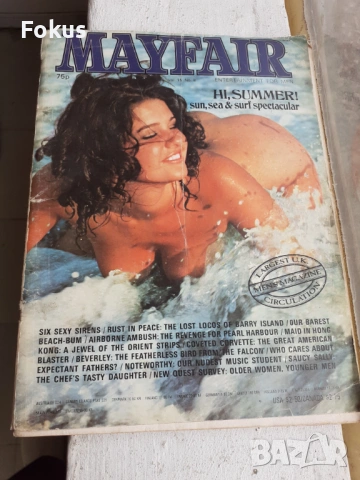 Fokus
MAYFAIR
75p
ENTERTAINMENT FOR MEN
HI, SUMMER!
sun, sea & surf spectacular
LARGEST U.K.
MEN'S MAGAZINE
CIRCULATION
SIX SEXY SIRENS / RUST IN PEACE: THE LOST LOCOS OF BARRY ISLAND / OUR BAREST
BEACH-BUM / AIRBORNE AMBUSH: THE REVENGE FOR PEARL HARBOUR / MAID IN HONG
KONG: A JEWEL OF THE ORIENT STRIPS / COVETED CORVETTE: THE GREAT AMERICAN
BLASTER / BEVERLEY: THE FEATHERLESS BIRD FROM THE 'FALCON' / WHO CARES ABOUT
EXPECTANT FATHERS? / NOTEWORTHY: OUR NUDEST MUSIC STUDENT / SAUCY SALLY
THE CHEF'S TASTY DAUGHTER / NEW QUEST SURVEY: OLDER WOMEN, YOUNGER MEN
bazar.bg